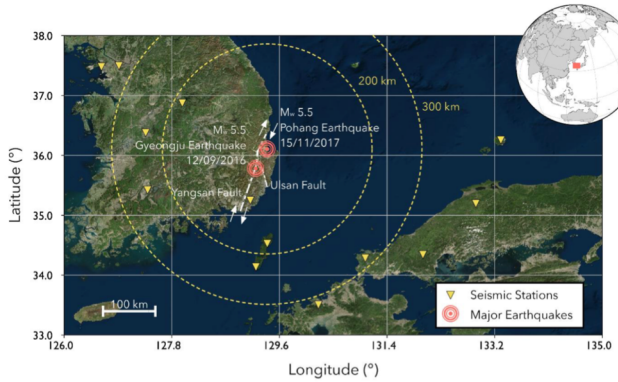 38.0
37.0
36.0
35.0
34.0
33.0
Latitude (°)
126.0
127.8
129.6
131.4
133.2
135.0
Longitude (°)
200 km
300 km
Mw 5.5
Gyeongju Earthquake
12/09/2016
Mw 5.5
Pohang Earthquake
15/11/2017
Yangsan Fault
Ulsan Fault
100 km
Seismic Stations
Major Earthquakes